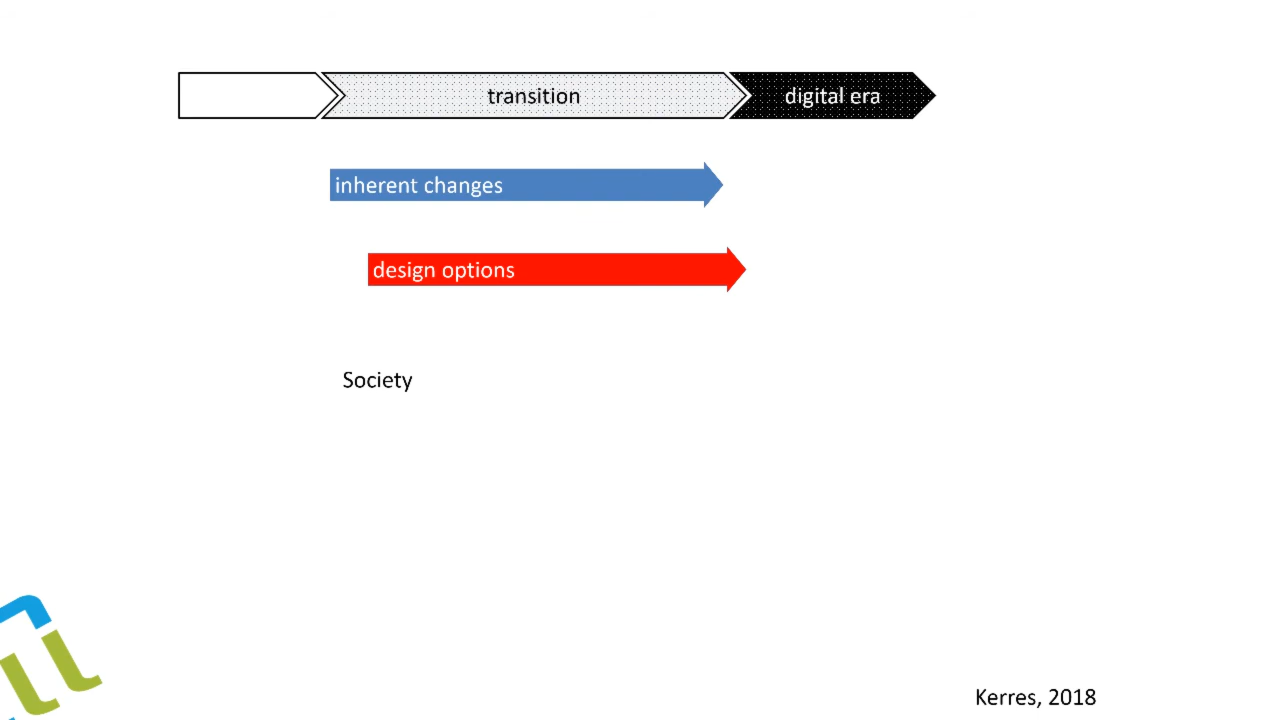 transition
digital era
inherent changes
design options
Society
Kerres, 2018